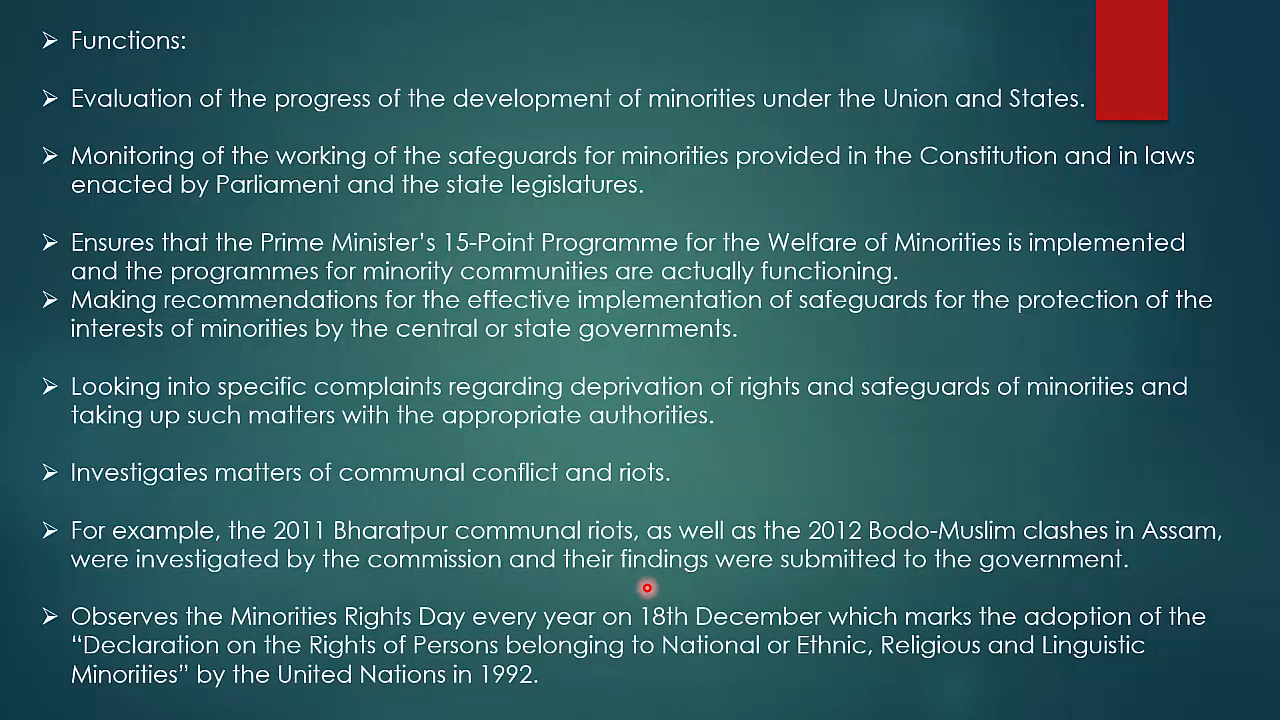 Functions:
Evaluation of the progress of the development of minorities under the Union and States.
Monitoring of the working of the safeguards for minorities provided in the Constitution and in laws
enacted by Parliament and the state legislatures.
Ensures that the Prime Minister’s 15-Point Programme for the Welfare of Minorities is implemented
and the programmes for minority communities are actually functioning.
Making recommendations for the effective implementation of safeguards for the protection of the
interests of minorities by the central or state governments.
Looking into specific complaints regarding deprivation of rights and safeguards of minorities and
taking up such matters with the appropriate authorities.
Investigates matters of communal conflict and riots.
For example, the 2011 Bharatpur communal riots, as well as the 2012 Bodo-Muslim clashes in Assam,
were investigated by the commission and their findings were submitted to the government.
Observes the Minorities Rights Day every year on 18th December which marks the adoption of the
“Declaration on the Rights of Persons belonging to National or Ethnic, Religious and Linguistic
Minorities” by the United Nations in 1992.